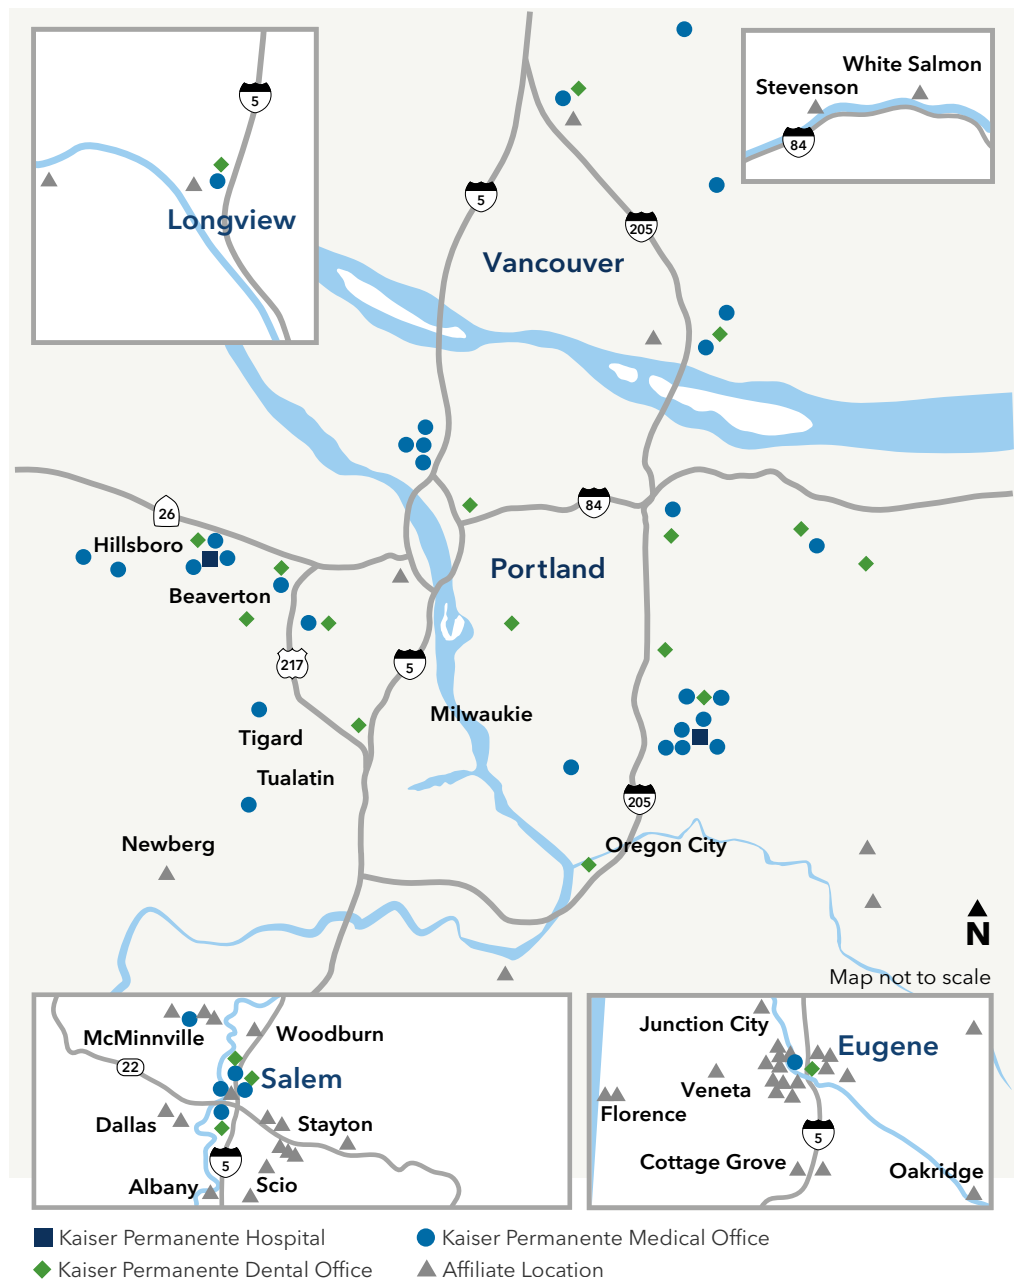 5
White Salmon
Stevenson
84
Longview
5
205
Vancouver
26
84
Hillsboro
Portland
Beaverton
217
5
Milwaukie
Tigard
Tualatin
205
Newberg
Oregon City
N
Map not to scale
McMinnville
Woodburn
22
Salem
Dallas
Stayton
5
Albany
Scio
Junction City
Eugene
Veneta
Florence
5
Cottage Grove
Oakridge
Kaiser Permanente Hospital
Kaiser Permanente Medical Office
Kaiser Permanente Dental Office
Affiliate Location